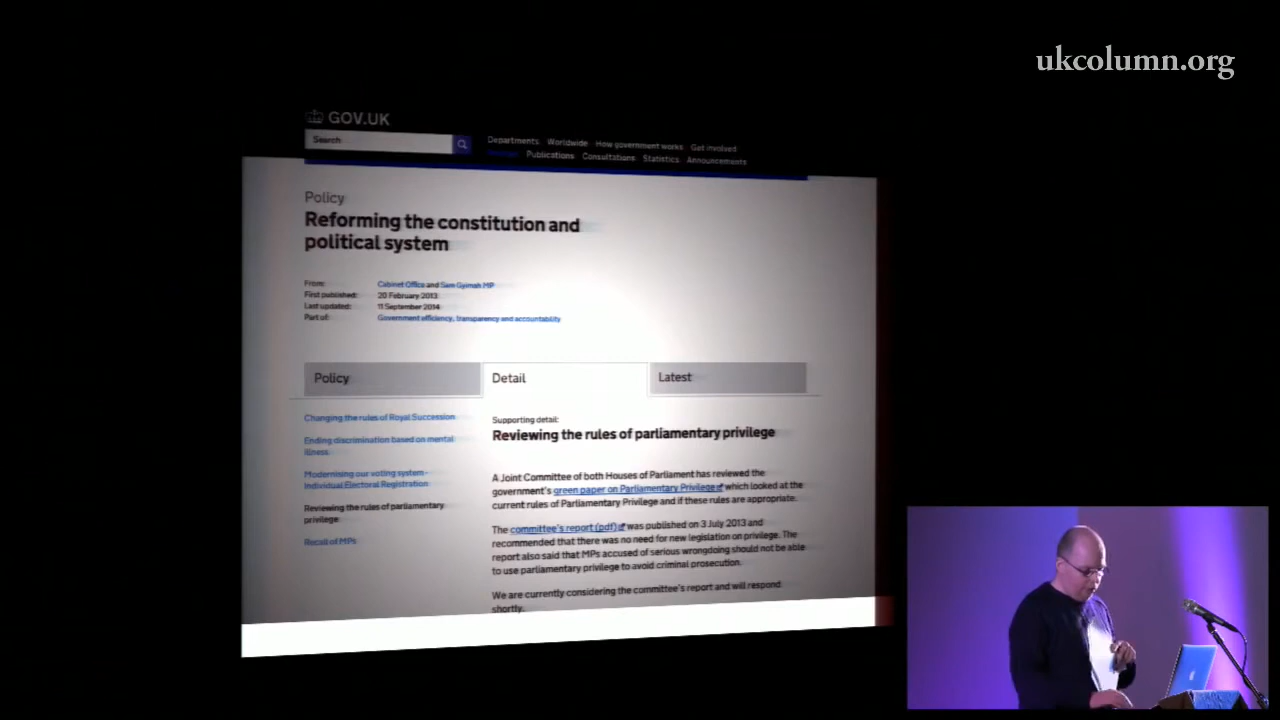 ukcolumn.org
GOV.UK
Search
Departments Worldwide How government works Get involved
Publications Consultations Statistics Announcements
Policy
Reforming the constitution and
political system
From: Cabinet Office and Sam Gyimah MP
First published: 20 February 2013
Last updated: 11 September 2014
Part of: Government efficiency, transparency and accountability
Policy
Detail
Latest
Changing the rules of Royal Succession
Ending discrimination based on mental
illness
Modernising our voting system -
Individual Electoral Registration
Reviewing the rules of parliamentary
privilege
Recall of MPs
Supporting detail:
Reviewing the rules of parliamentary privilege
A Joint Committee of both Houses of Parliament has reviewed the
government's green paper on Parliamentary Privilege which looked at the
current rules of Parliamentary Privilege and if these rules are appropriate.
The committee's report (pdf) was published on 3 July 2013 and
recommended that there was no need for new legislation on privilege. The
report also said that MPs accused of serious wrongdoing should not be able
to use parliamentary privilege to avoid criminal prosecution.
We are currently considering the committee's report and will respond
shortly.